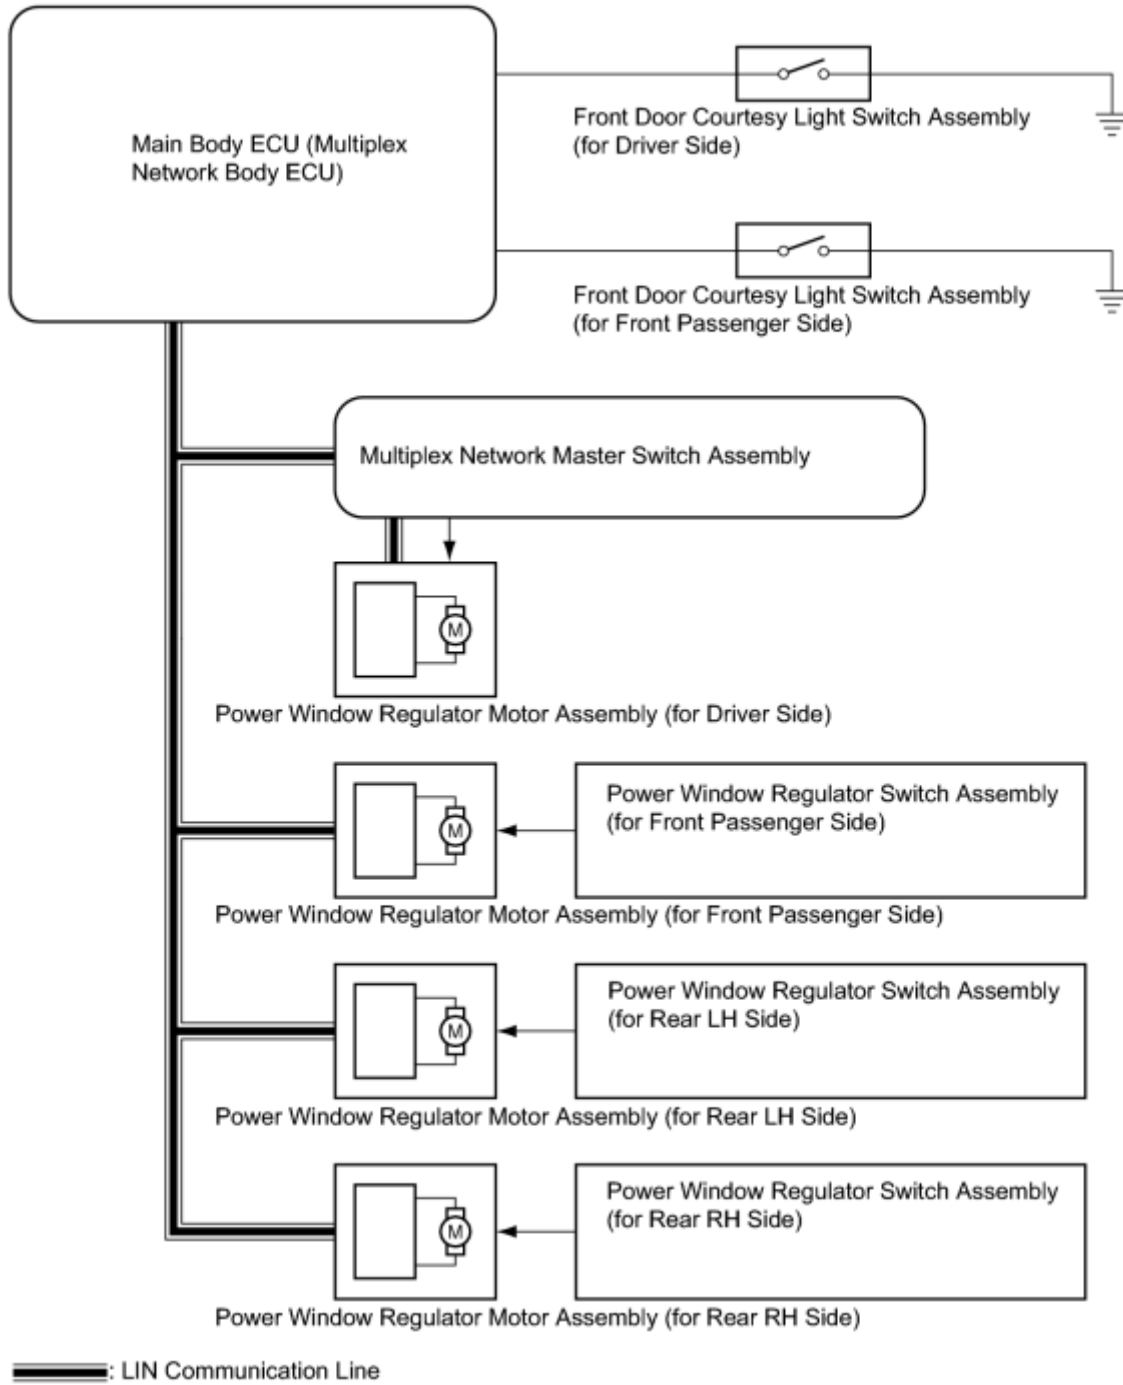 Main Body ECU (Multiplex
Network Body ECU)
Front Door Courtesy Light Switch Assembly
(for Driver Side)
Front Door Courtesy Light Switch Assembly
(for Front Passenger Side)
Multiplex Network Master Switch Assembly
M
Power Window Regulator Motor Assembly (for Driver Side)
M
Power Window Regulator Switch Assembly
(for Front Passenger Side)
Power Window Regulator Motor Assembly (for Front Passenger Side)
M
Power Window Regulator Switch Assembly
(for Rear LH Side)
Power Window Regulator Motor Assembly (for Rear LH Side)
M
Power Window Regulator Switch Assembly
(for Rear RH Side)
Power Window Regulator Motor Assembly (for Rear RH Side)
: LIN Communication Line